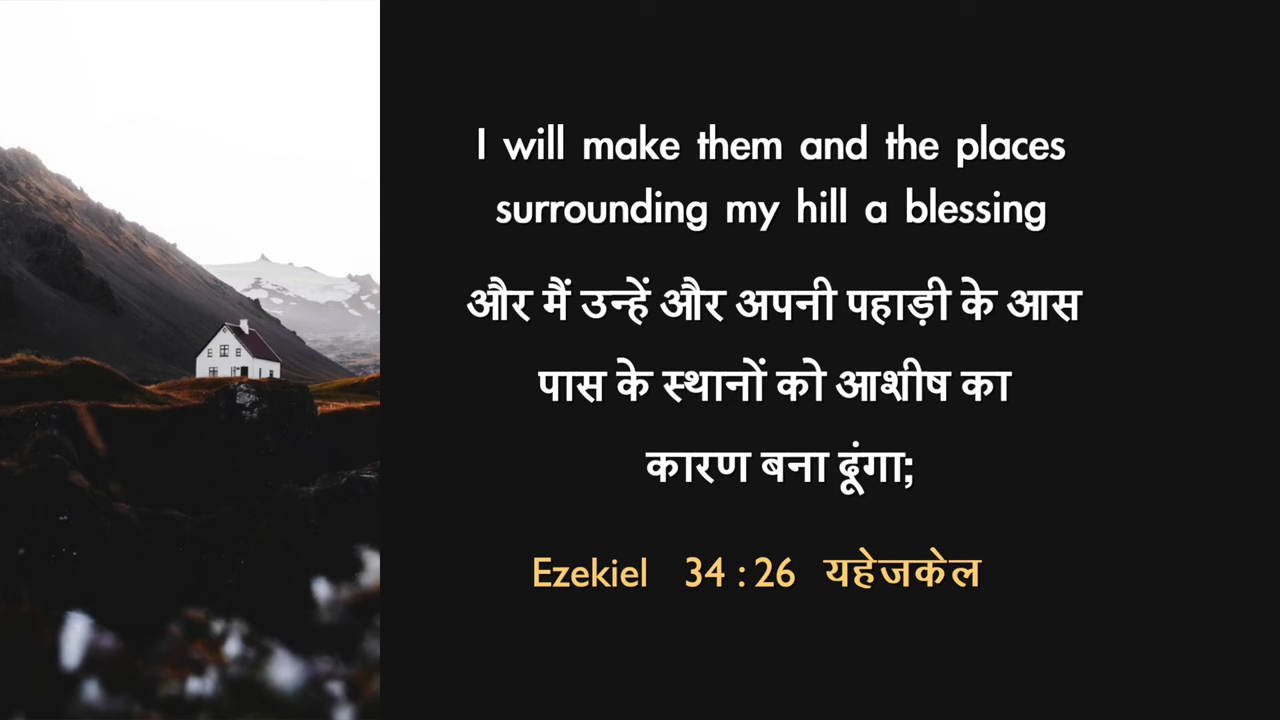 I will make them and the places
surrounding my hill a blessing
और मैं उन्हें और अपनी पहाड़ी के आस
पास के स्थानों को आशीष का
कारण बना ढूंगा;
Ezekiel 34 : 26 यहेजकेल